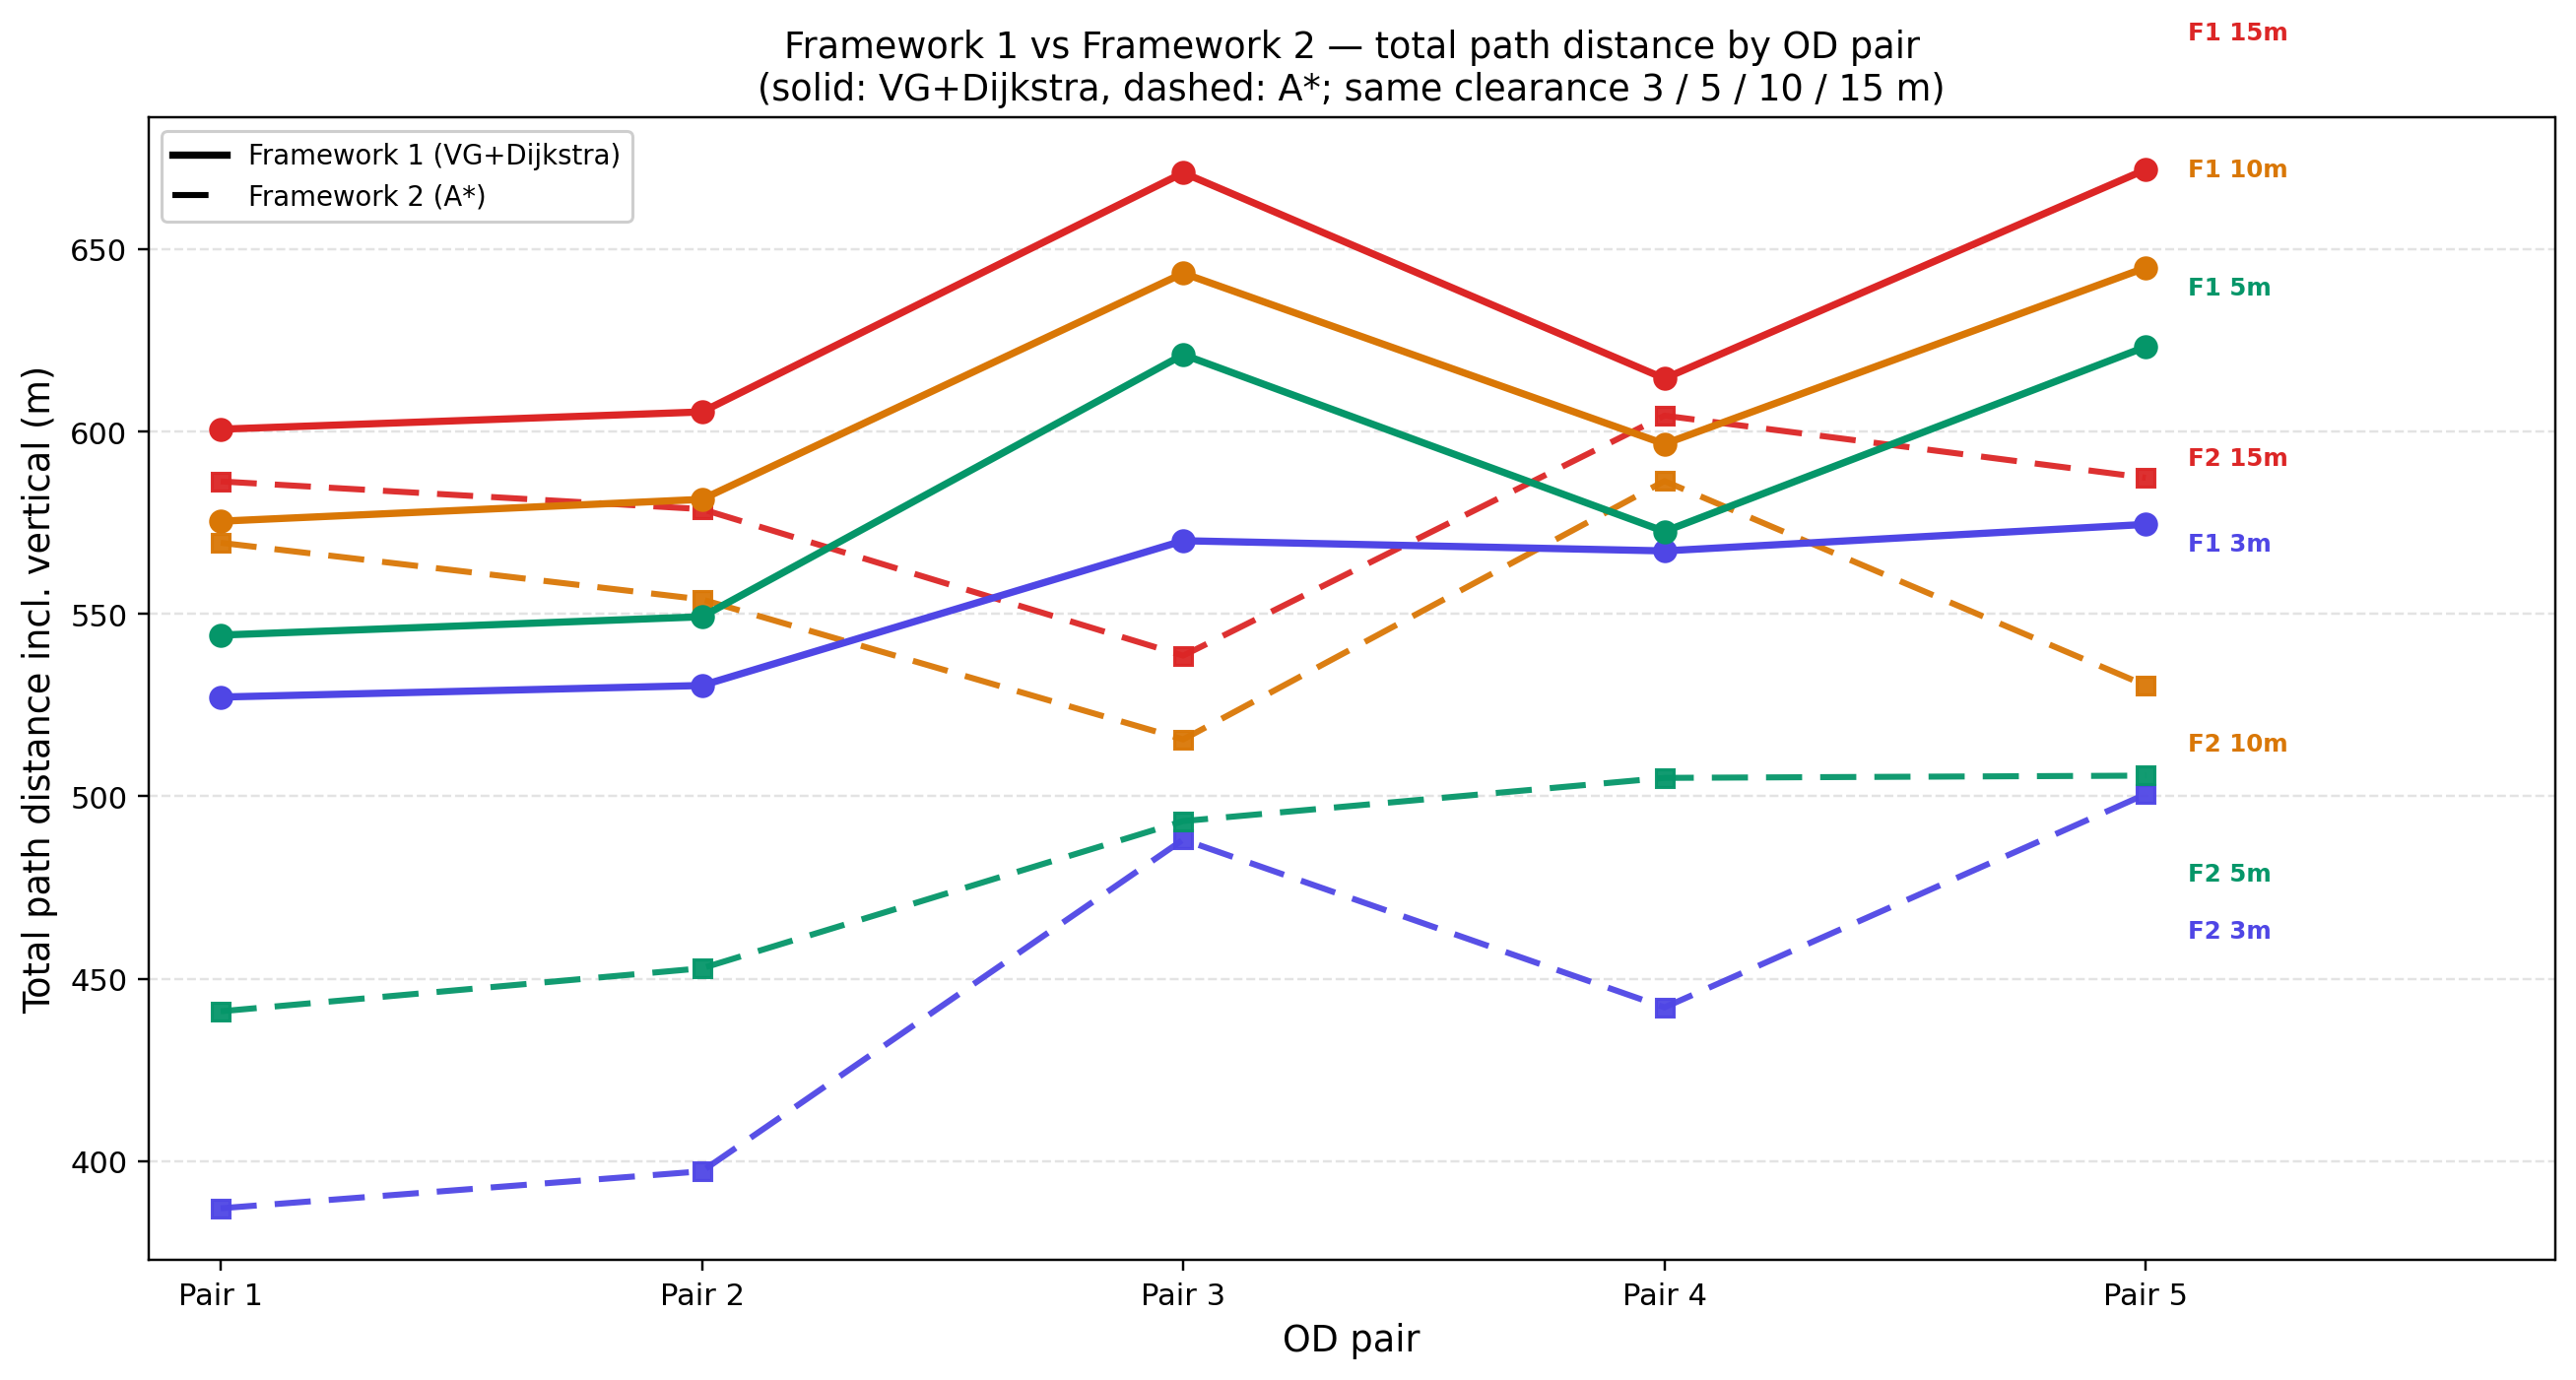 Framework 1 vs Framework 2 — total path distance by OD pair
(solid: VG+Dijkstra, dashed: A*; same clearance 3 / 5 / 10 / 15 m)
Framework 1 (VG+Dijkstra)
Framework 2 (A*)
Total path distance incl. vertical (m)
650
600
550
500
450
400
Pair 1
Pair 2
Pair 3
Pair 4
Pair 5
OD pair
F1 15m
F1 10m
F1 5m
F2 15m
F1 3m
F2 10m
F2 5m
F2 3m